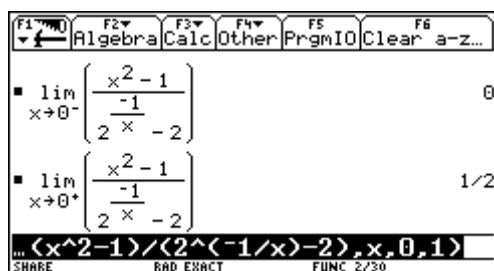 F1 F2 F3 F4 F5 F6
Algebra Calc Other PrgmIO Clear a-z…
▪ lim x→0⁻ ((x² - 1)/(2^(-1/x) - 2)) 0
▪ lim x→0⁺ ((x² - 1)/(2^(-1/x) - 2)) 1/2
…(x^2-1)/(2^(-1/x)-2),x,0,1)
SHARE RAD EXACT FUNC 2/30